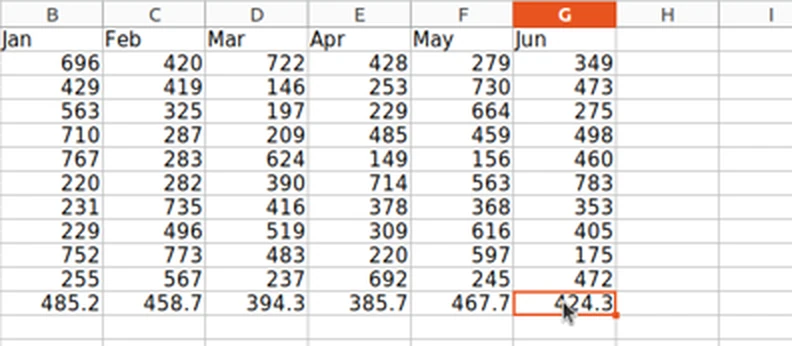 B C D E F G H I
Jan Feb Mar Apr May Jun
696 420 722 428 279 349
429 419 146 253 730 473
563 325 197 229 664 275
710 287 209 485 459 498
767 283 624 149 156 460
220 282 390 714 563 783
231 735 416 378 368 353
229 496 519 309 616 405
752 773 483 220 597 175
255 567 237 692 245 472
485.2 458.7 394.3 385.7 467.7 424.3